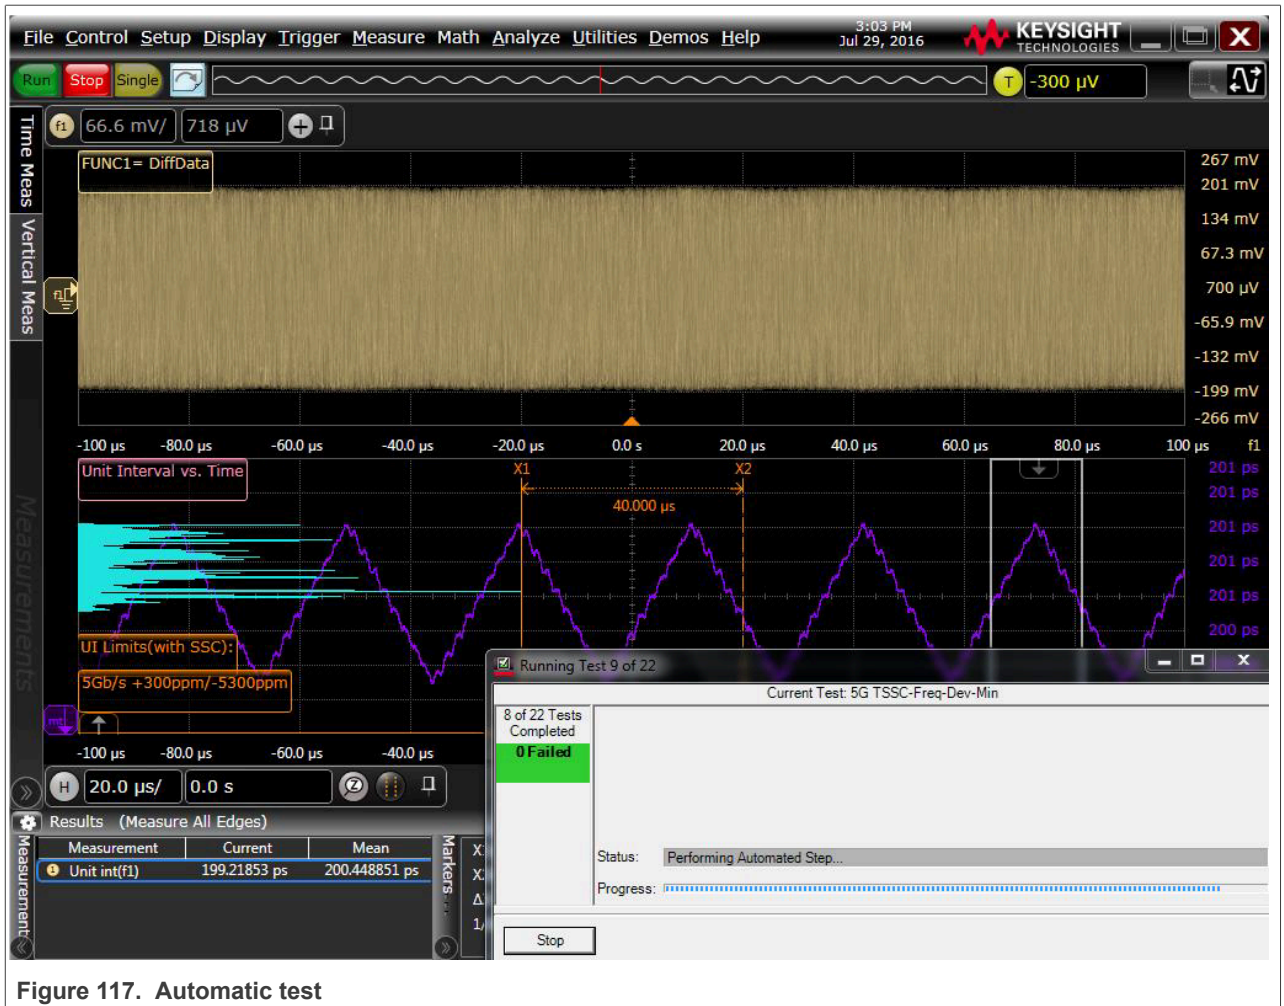 File Control Setup Display Trigger Measure Math Analyze Utilities Demos Help
3:03 PM
Jul 29, 2016
KEYSIGHT
TECHNOLOGIES
X
Run Stop Single
T -300 µV
Time Meas
Vertical Meas
Measurements
f1 66.6 mV/ 718 µV
FUNC1= DiffData
267 mV
201 mV
134 mV
67.3 mV
700 µV
-65.9 mV
-132 mV
-199 mV
-266 mV
-100 µs -80.0 µs -60.0 µs -40.0 µs -20.0 µs 0.0 s 20.0 µs 40.0 µs 60.0 µs 80.0 µs 100 µs f1
Unit Interval vs. Time
X1 X2
40.000 µs
201 ps
201 ps
201 ps
201 ps
201 ps
200 ps
UI Limits(with SSC):
5Gb/s +300ppm/-5300ppm
-100 µs -80.0 µs -60.0 µs -40.0 µs
H 20.0 µs/ 0.0 s
Results (Measure All Edges)
Measurement Current Mean
1 Unit int(f1) 199.21853 ps 200.448851 ps
Measurement
Markers...
Running Test 9 of 22
Current Test: 5G TSSC-Freq-Dev-Min
8 of 22 Tests
Completed
0 Failed
Status: Performing Automated Step...
Progress:
Stop
Figure 117. Automatic test